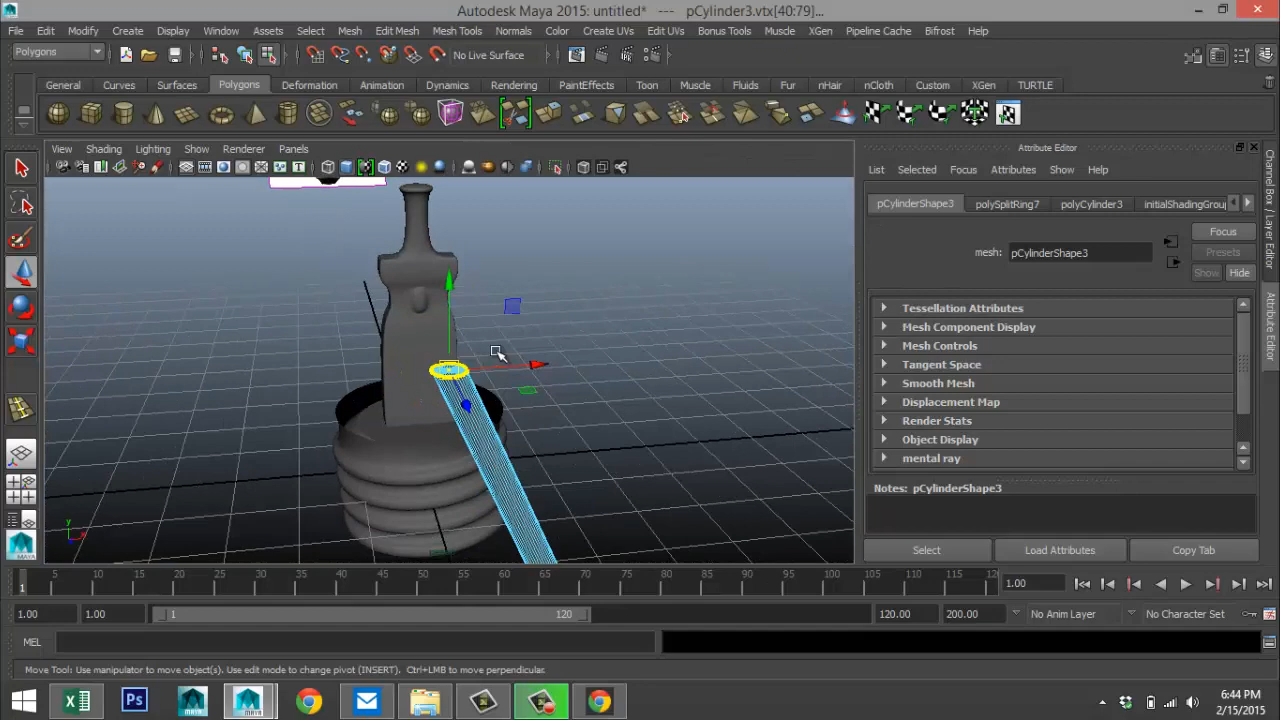 Autodesk Maya 2015: untitled*   ---   pCylinder3.vtx[40:79]...
File Edit Modify Create Display Window Assets Select Mesh Edit Mesh Mesh Tools Normals Color Create UVs Edit UVs Bonus Tools Muscle XGen Pipeline Cache Bifrost Help
Polygons
No Live Surface
General Curves Surfaces Polygons Deformation Animation Dynamics Rendering PaintEffects Toon Muscle Fluids Fur nHair nCloth Custom XGen TURTLE
View Shading Lighting Show Renderer Panels
Attribute Editor
List Selected Focus Attributes Show Help
pCylinderShape3 polySplitRing7 polyCylinder3 initialShadingGrou
Focus
mesh: pCylinderShape3
Presets
Show Hide
Tessellation Attributes
Mesh Component Display
Mesh Controls
Tangent Space
Smooth Mesh
Displacement Map
Render Stats
Object Display
mental ray
Notes: pCylinderShape3
Select Load Attributes Copy Tab
Channel Box / Layer Editor
Attribute Editor
y
1 5 10 15 20 25 30 35 40 45 50 55 60 65 70 75 80 85 90 95 100 105 110 115 12
1.00
1.00 1.00 1 120 120.00 200.00 No Anim Layer No Character Set
MEL
Move Tool: Use manipulator to move object(s). Use edit mode to change pivot (INSERT). Ctrl+LMB to move perpendicular.
X Ps
6:44 PM
2/15/2015